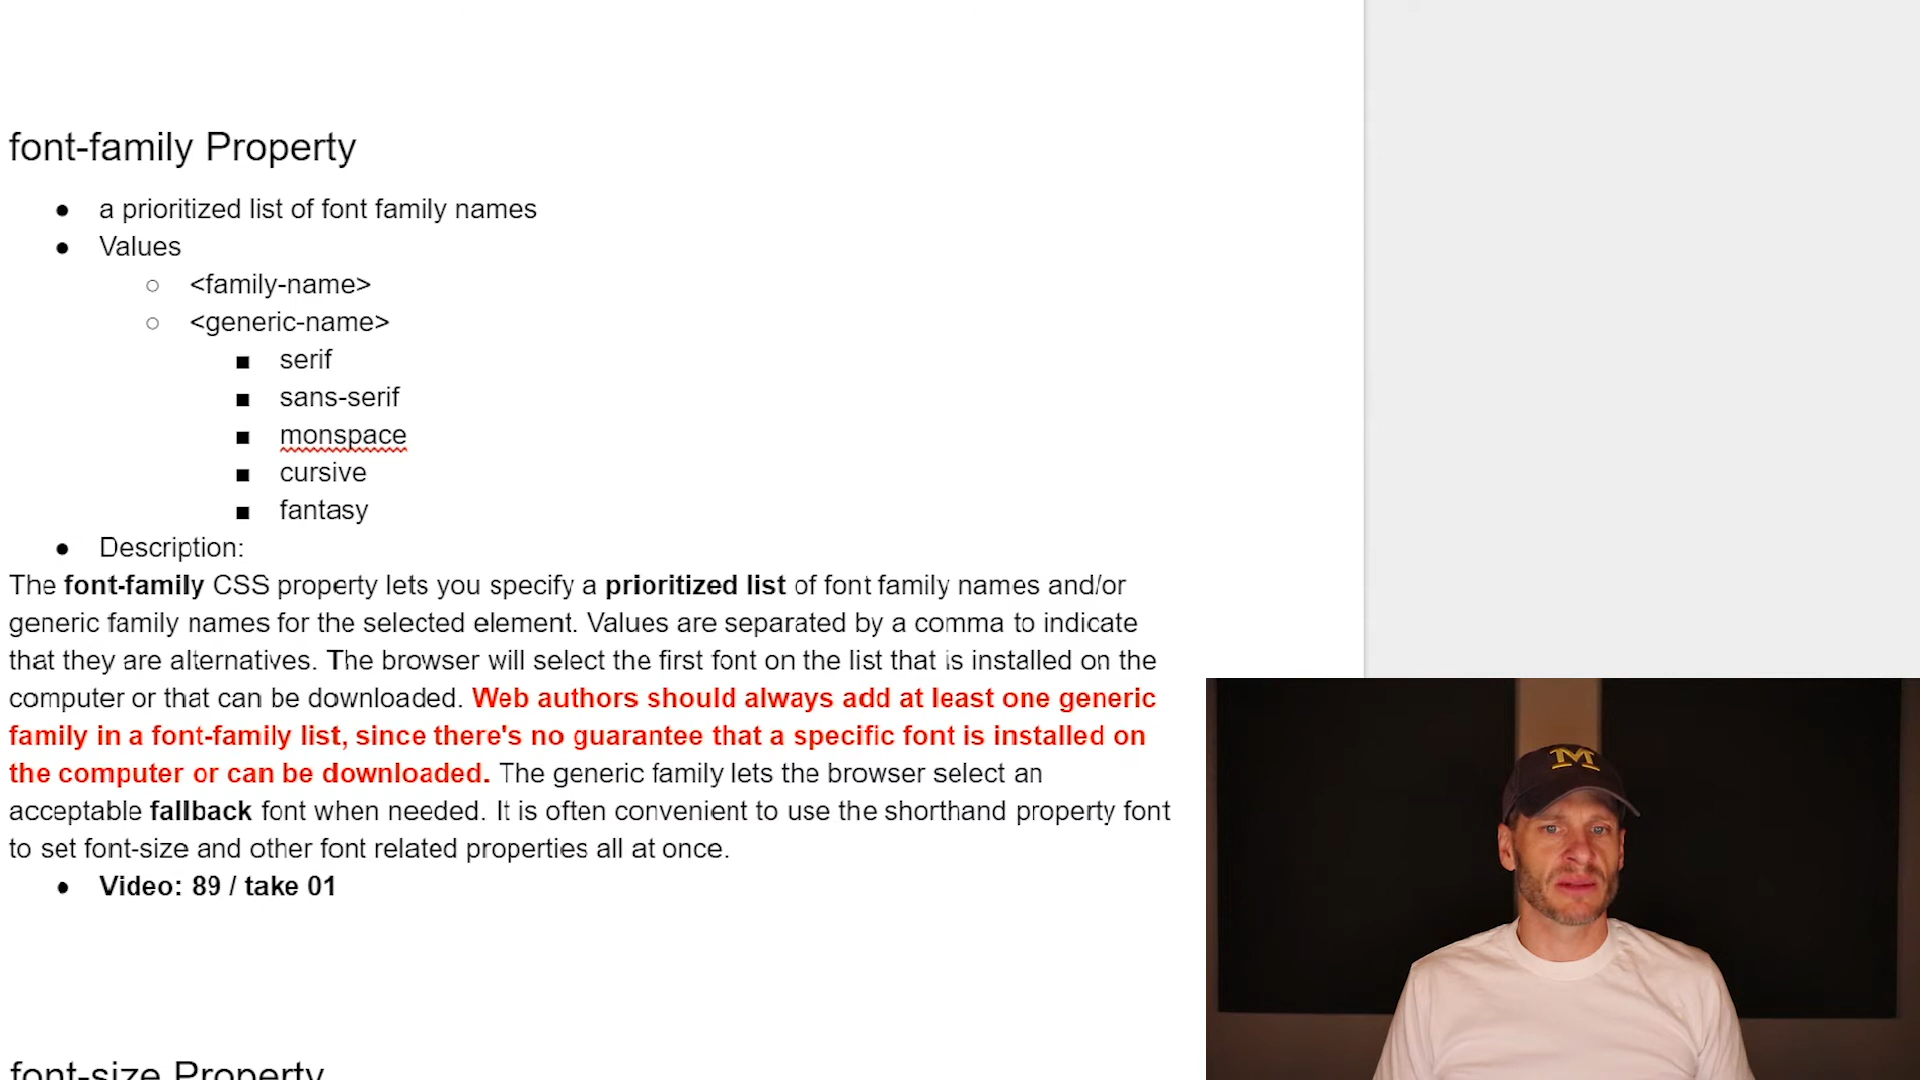 font-family Property
● a prioritized list of font family names
● Values
○ <family-name>
○ <generic-name>
■ serif
■ sans-serif
■ monspace
■ cursive
■ fantasy
● Description:
The font-family CSS property lets you specify a prioritized list of font family names and/or
generic family names for the selected element. Values are separated by a comma to indicate
that they are alternatives. The browser will select the first font on the list that is installed on the
computer or that can be downloaded. Web authors should always add at least one generic
family in a font-family list, since there's no guarantee that a specific font is installed on
the computer or can be downloaded. The generic family lets the browser select an
acceptable fallback font when needed. It is often convenient to use the shorthand property font
to set font-size and other font related properties all at once.
● Video: 89 / take 01
M
font-size Property